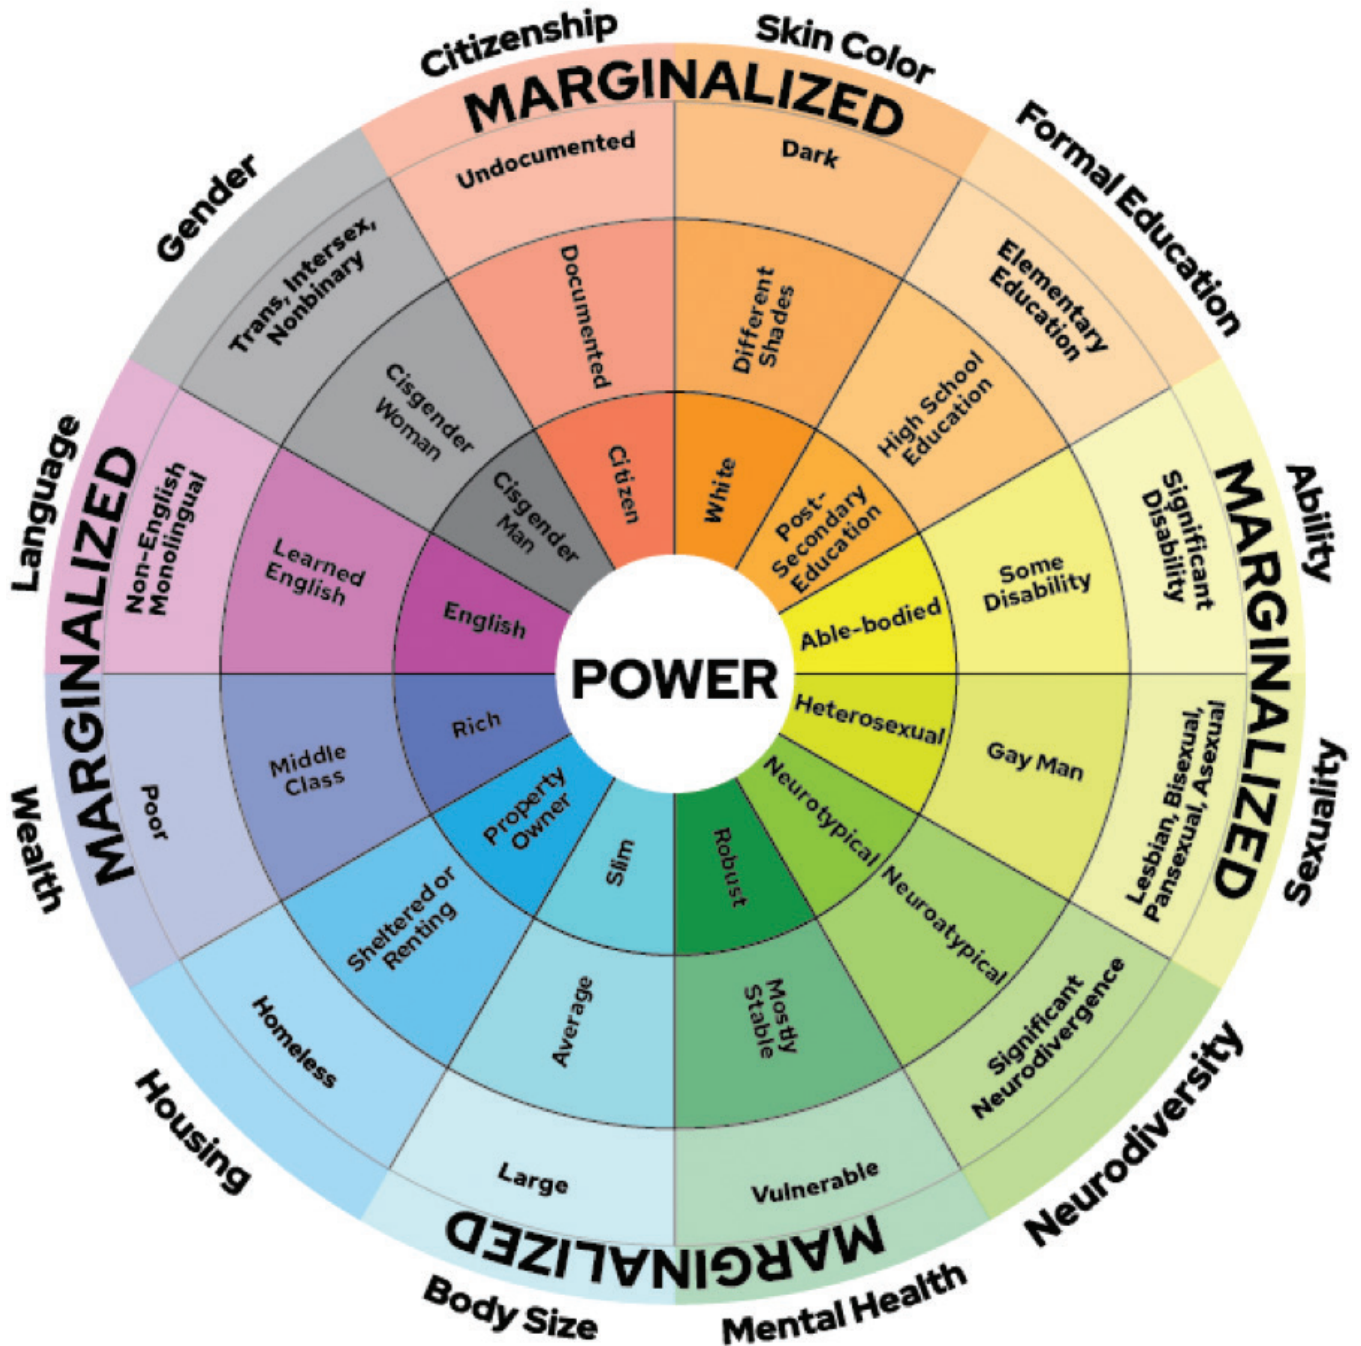 Citizenship
Skin Color
Formal Education
Ability
Sexuality
Neurodiversity
Mental Health
Body Size
Housing
Wealth
Language
Gender
MARGINALIZED
MARGINALIZED
MARGINALIZED
MARGINALIZED
Undocumented
Documented
Citizen
Dark
Different
Shades
White
Elementary
Education
High School
Education
Post-
Secondary
Education
Significant
Disability
Some
Disability
Able-bodied
Lesbian, Bisexual,
Pansexual, Asexual
Gay Man
Heterosexual
Significant
Neurodivergence
Neuroatypical
Neurotypical
Vulnerable
Mostly
Stable
Robust
Large
Average
Slim
Homeless
Sheltered or
Renting
Property
Owner
Poor
Middle
Class
Rich
Non-English
Monolingual
Learned
English
English
Trans, Intersex,
Nonbinary
Cisgender
Woman
Cisgender
Man
POWER